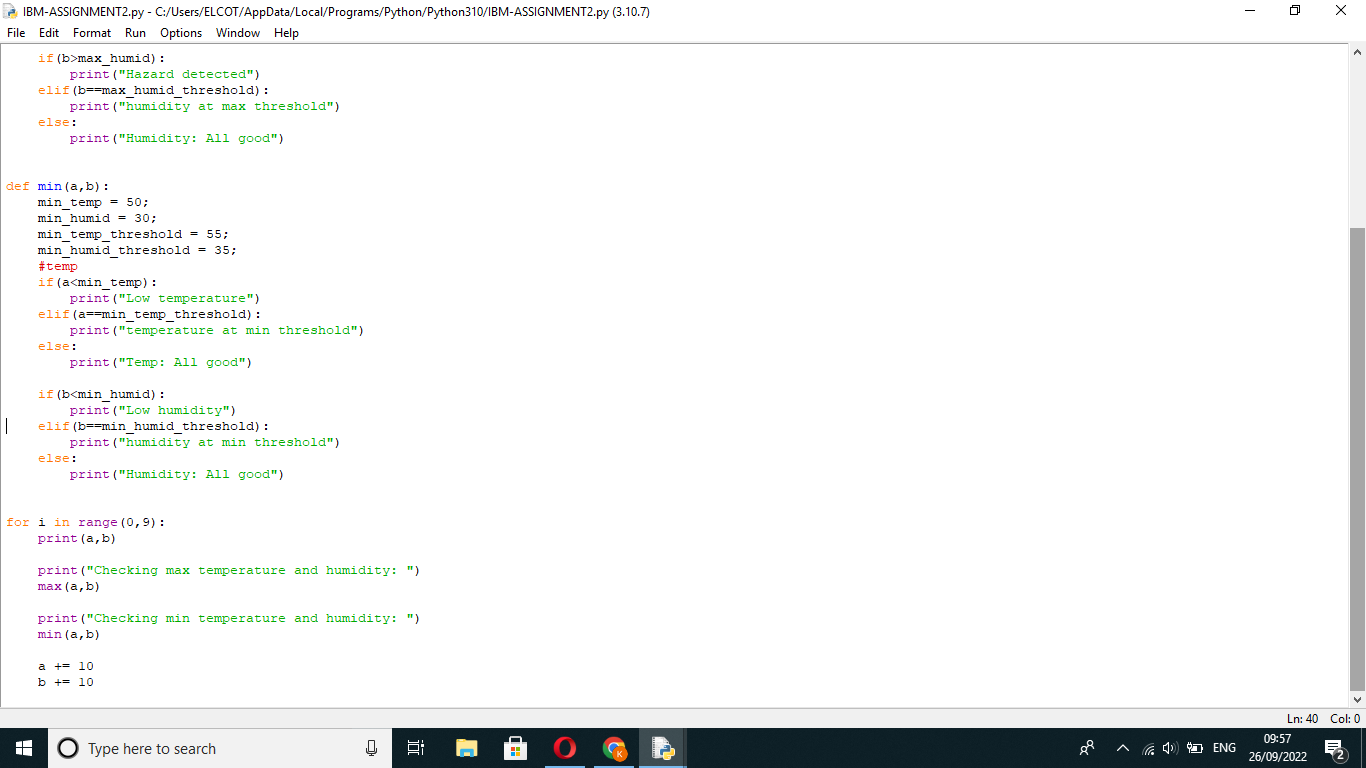 IBM-ASSIGNMENT2.py - C:/Users/ELCOT/AppData/Local/Programs/Python/Python310/IBM-ASSIGNMENT2.py (3.10.7)
File Edit Format Run Options Window Help
    if(b>max_humid):
        print("Hazard detected")
    elif(b==max_humid_threshold):
        print("humidity at max threshold")
    else:
        print("Humidity: All good")
def min(a,b):
    min_temp = 50;
    min_humid = 30;
    min_temp_threshold = 55;
    min_humid_threshold = 35;
    #temp
    if(a<min_temp):
        print("Low temperature")
    elif(a==min_temp_threshold):
        print("temperature at min threshold")
    else:
        print("Temp: All good")
    if(b<min_humid):
        print("Low humidity")
    elif(b==min_humid_threshold):
        print("humidity at min threshold")
    else:
        print("Humidity: All good")
for i in range(0,9):
    print(a,b)
    print("Checking max temperature and humidity: ")
    max(a,b)
    print("Checking min temperature and humidity: ")
    min(a,b)
    a += 10
    b += 10
Ln: 40 Col: 0
Type here to search
K
ENG
09:57
26/09/2022
2